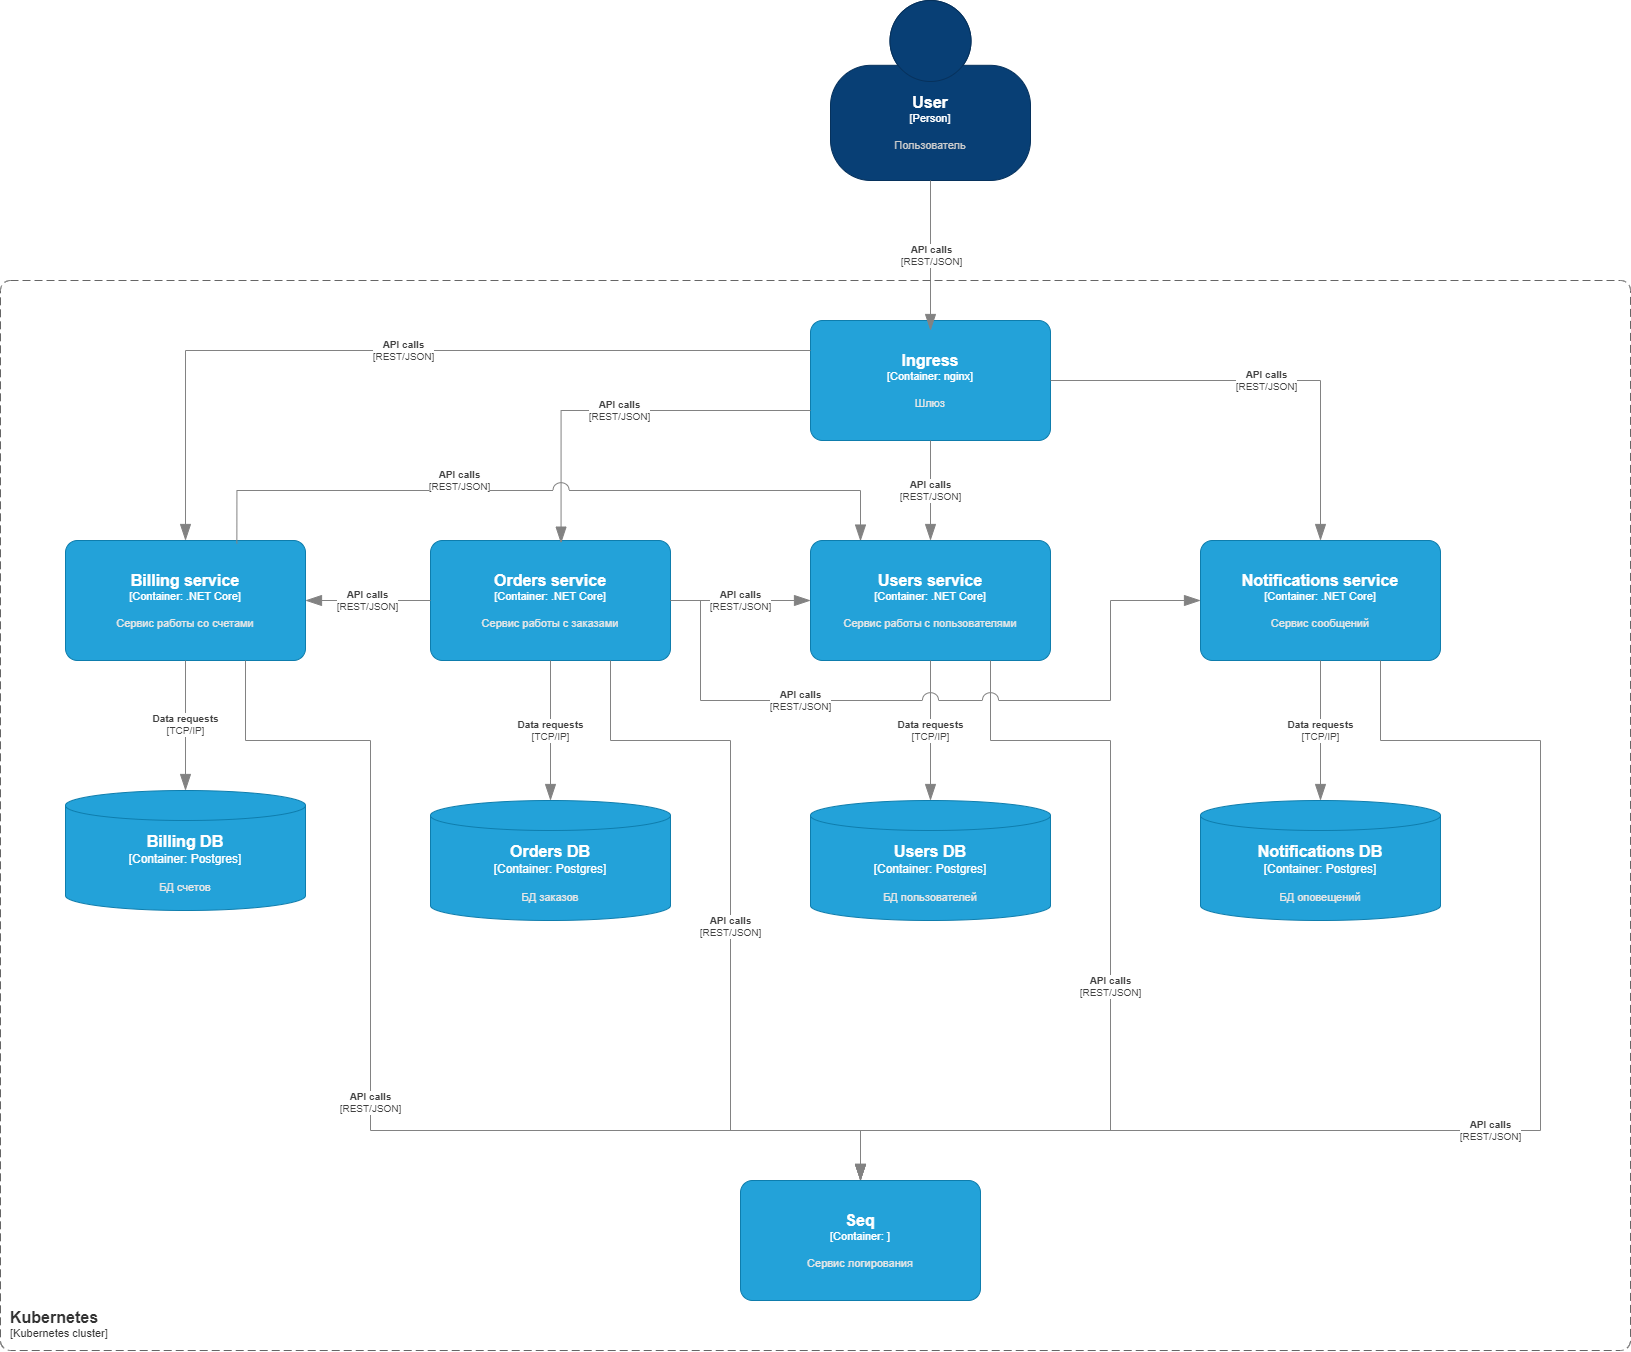 User
[Person]
Пользователь
API calls
[REST/JSON]
Ingress
[Container: nginx]
Шлюз
API calls
[REST/JSON]
API calls
[REST/JSON]
API calls
[REST/JSON]
API calls
[REST/JSON]
API calls
[REST/JSON]
Billing service
[Container: .NET Core]
Сервис работы со счетами
API calls
[REST/JSON]
Orders service
[Container: .NET Core]
Сервис работы с заказами
API calls
[REST/JSON]
Users service
[Container: .NET Core]
Сервис работы с пользователями
Notifications service
[Container: .NET Core]
Сервис сообщений
API calls
[REST/JSON]
Data requests
[TCP/IP]
Data requests
[TCP/IP]
Data requests
[TCP/IP]
Data requests
[TCP/IP]
Billing DB
[Container: Postgres]
БД счетов
Orders DB
[Container: Postgres]
БД заказов
Users DB
[Container: Postgres]
БД пользователей
Notifications DB
[Container: Postgres]
БД оповещений
API calls
[REST/JSON]
API calls
[REST/JSON]
API calls
[REST/JSON]
API calls
[REST/JSON]
Seq
[Container: ]
Сервис логирования
Kubernetes
[Kubernetes cluster]